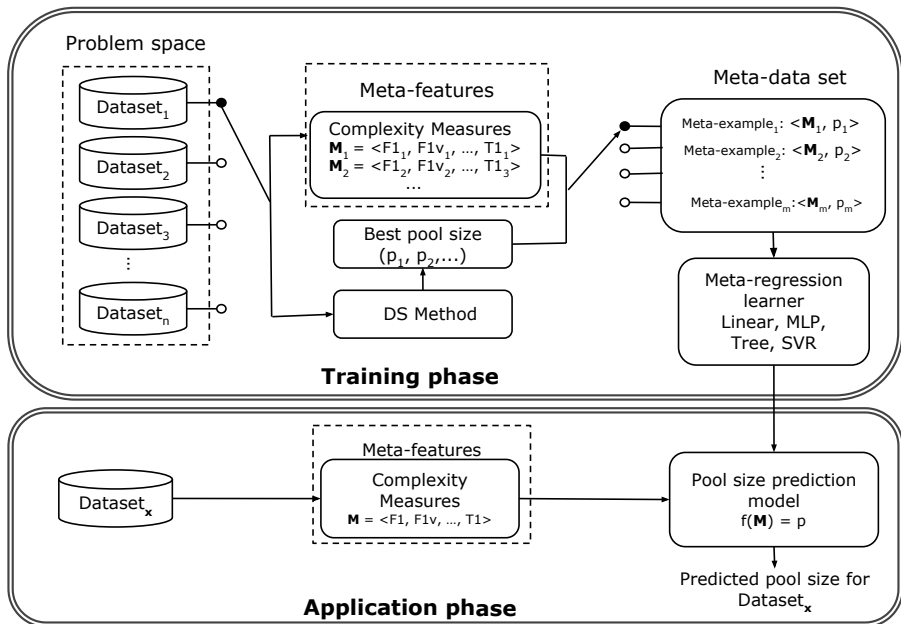 Problem space
Dataset₁
Dataset₂
Dataset₃
⋮
Datasetₙ
Meta-features
Complexity Measures
M₁ = <F1₁, F1v₁, ..., T1₁>
M₂ = <F1₂, F1v₂, ..., T1₃>
...
Best pool size
(p₁, p₂,...)
DS Method
Meta-data set
Meta-example₁: <M₁, p₁>
Meta-example₂: <M₂, p₂>
⋮
Meta-exampleₘ:<Mₘ, pₘ>
Meta-regression
learner
Linear, MLP,
Tree, SVR
Training phase
Datasetₓ
Meta-features
Complexity
Measures
M = <F1, F1v, ..., T1>
Pool size prediction
model
f(M) = p
Predicted pool size for
Datasetₓ
Application phase